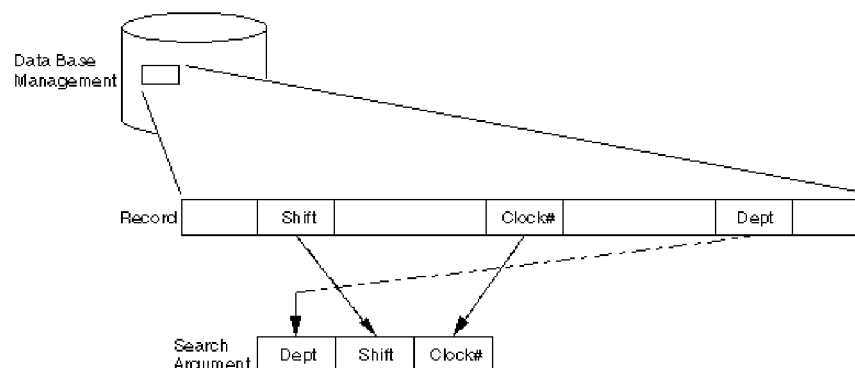 Data Base
Management
Record
Shift
Clock#
Dept
Search
Argument
Dept
Shift
Clock#